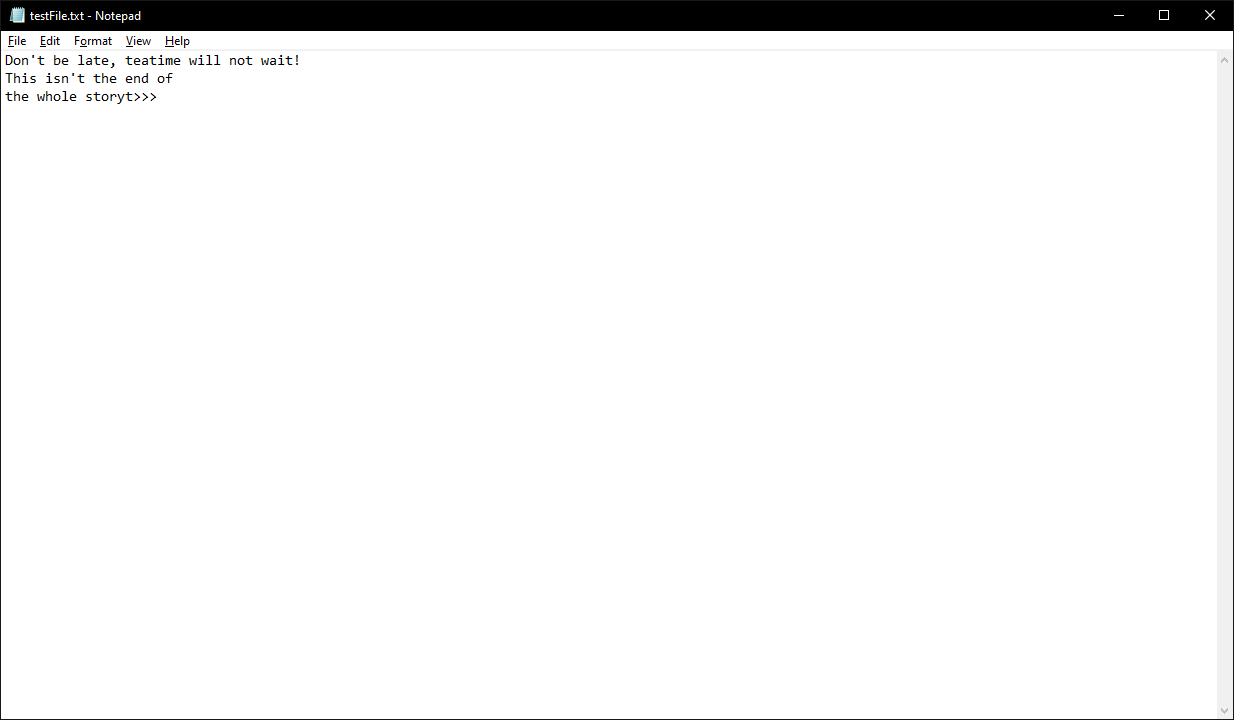 testFile.txt - Notepad
File Edit Format View Help
Don't be late, teatime will not wait!
This isn't the end of
the whole storyt>>>